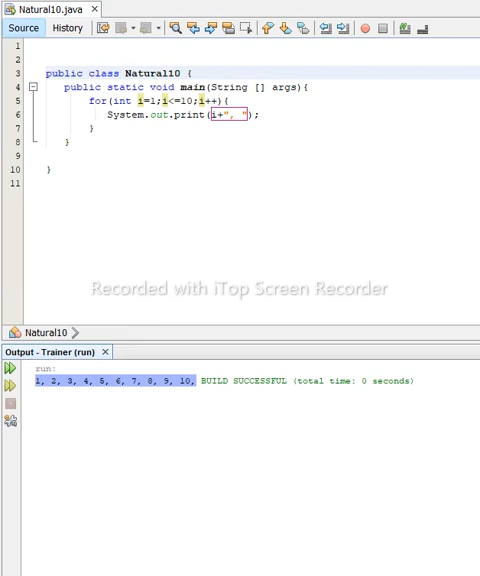 Natural10.java
Source History
1
2
3 public class Natural10 {
4 public static void main(String [] args){
5 for(int i=1;i<=10;i++){
6 System.out.print(i+", ");
7 }
8 }
9
10 }
11
Recorded with iTop Screen Recorder
Natural10
Output - Trainer (run)
run:
1, 2, 3, 4, 5, 6, 7, 8, 9, 10, BUILD SUCCESSFUL (total time: 0 seconds)